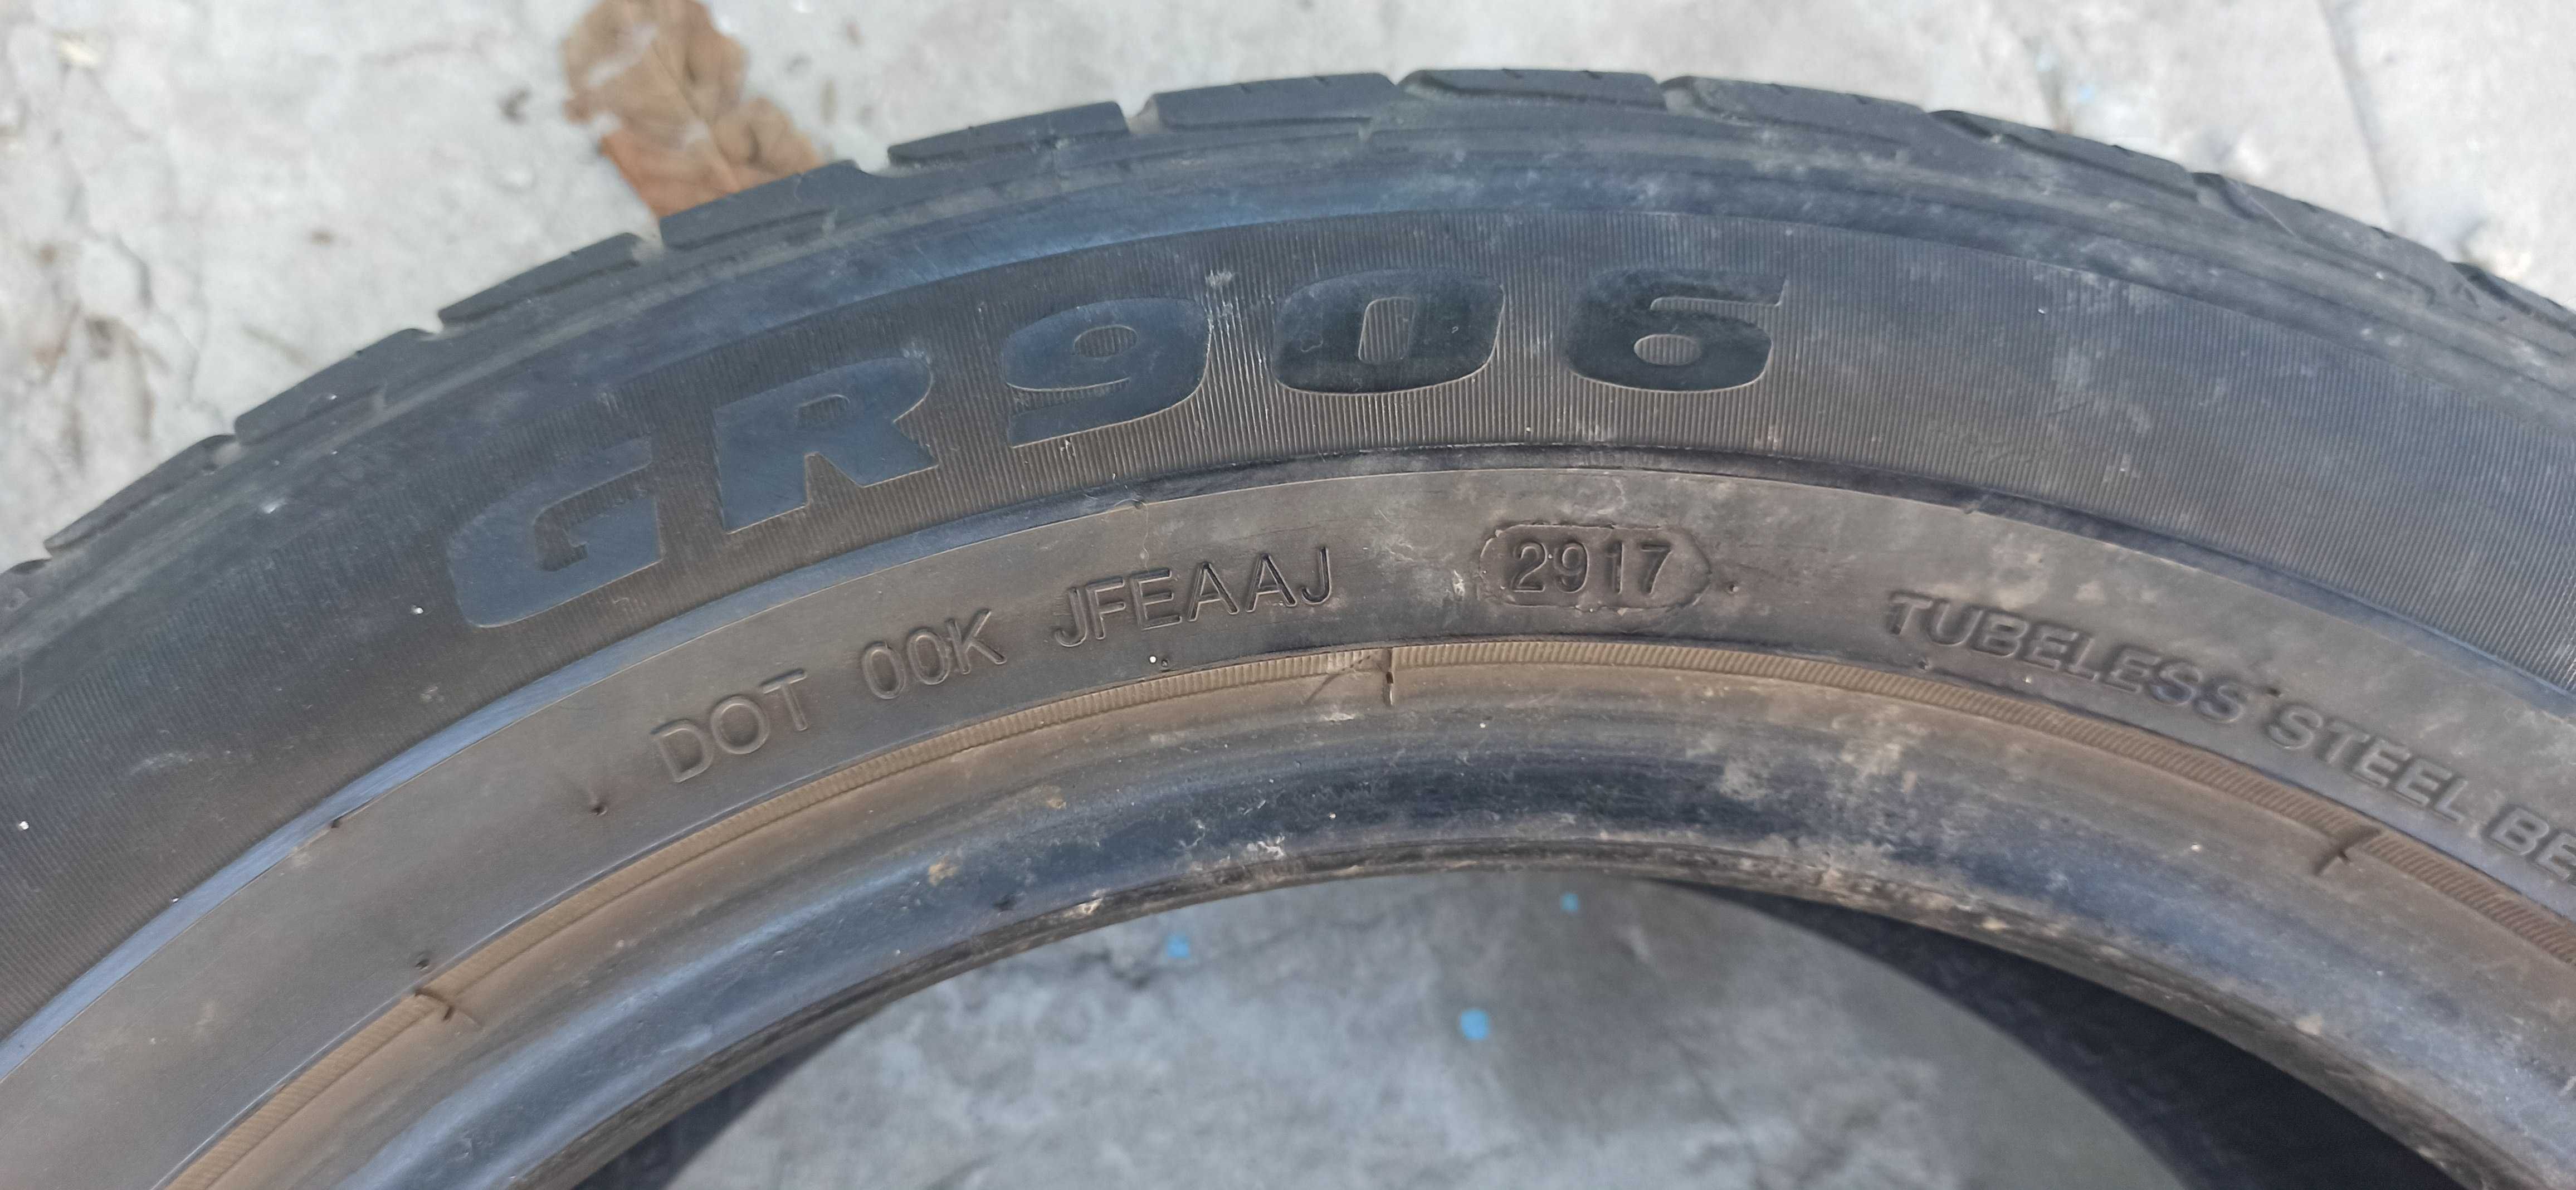 GR906
DOT 00K JFEAAJ 2917
TUBELESS STEEL BE